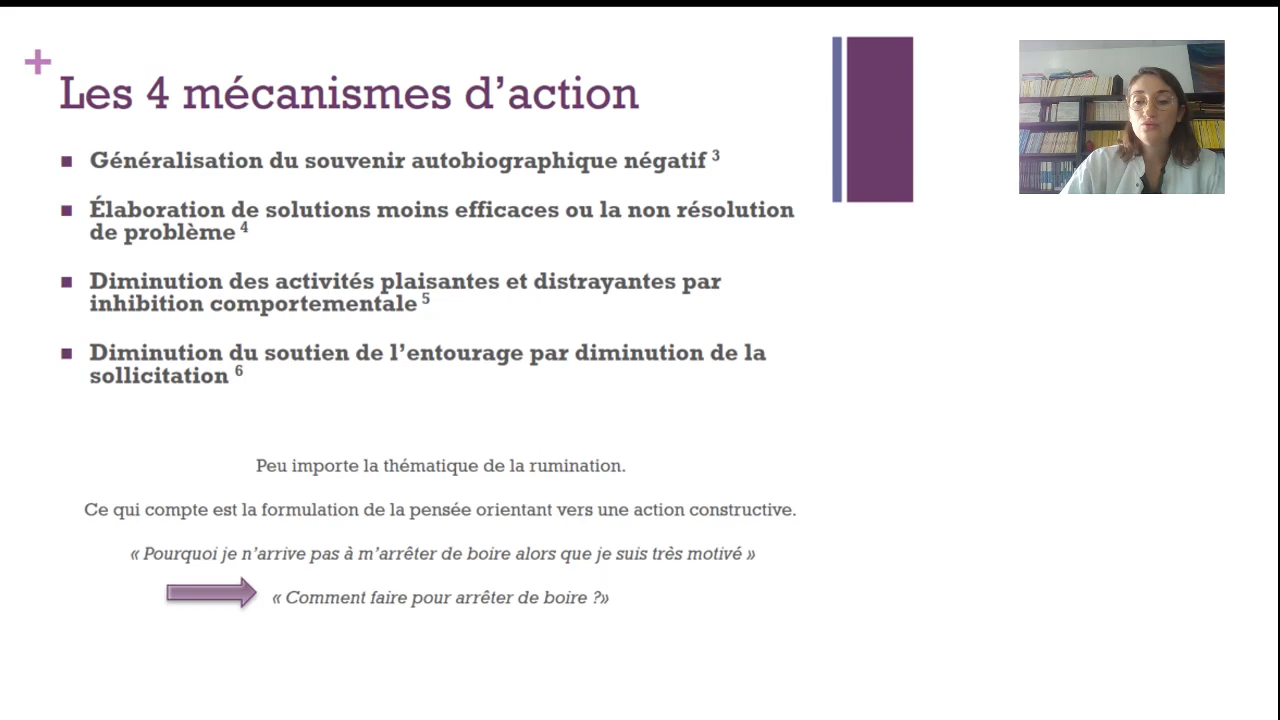 +
Les 4 mécanismes d’action
■ Généralisation du souvenir autobiographique négatif ³
■ Élaboration de solutions moins efficaces ou la non résolution
de problème ⁴
■ Diminution des activités plaisantes et distrayantes par
inhibition comportementale ⁵
■ Diminution du soutien de l’entourage par diminution de la
sollicitation ⁶
Peu importe la thématique de la rumination.
Ce qui compte est la formulation de la pensée orientant vers une action constructive.
« Pourquoi je n’arrive pas à m’arrêter de boire alors que je suis très motivé »
« Comment faire pour arrêter de boire ?»